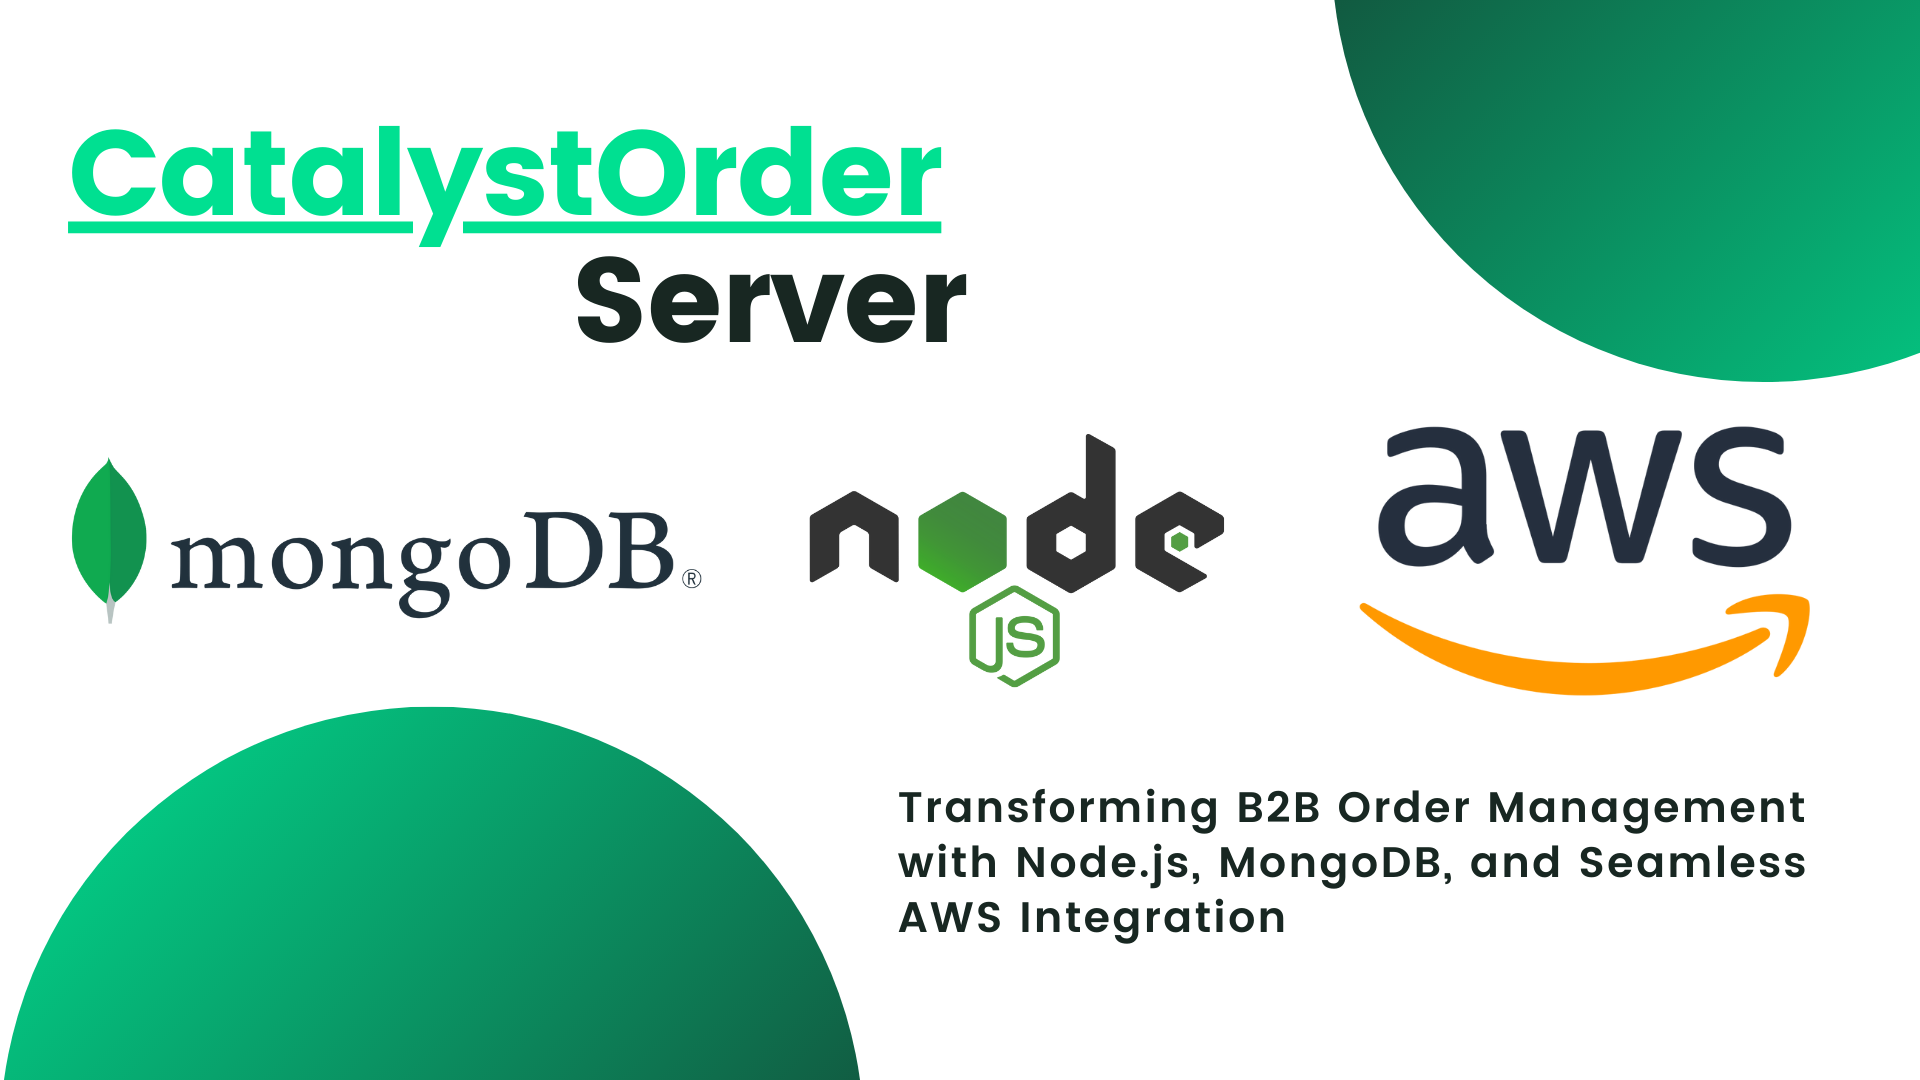 CatalystOrder
Server
mongoDB®
node
JS
aws
Transforming B2B Order Management
with Node.js, MongoDB, and Seamless
AWS Integration